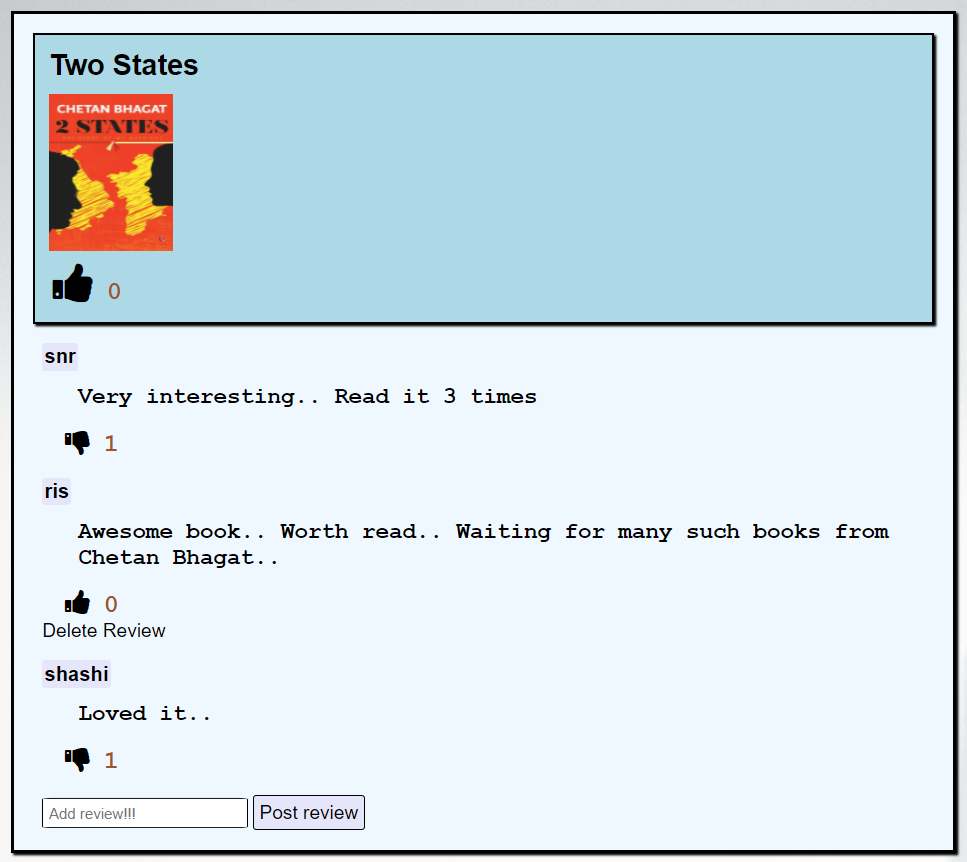 Two States
CHETAN BHAGAT
2 STATES
0
snr
Very interesting.. Read it 3 times
1
ris
Awesome book.. Worth read.. Waiting for many such books from
Chetan Bhagat..
0
Delete Review
shashi
Loved it..
1
Add review!!! Post review